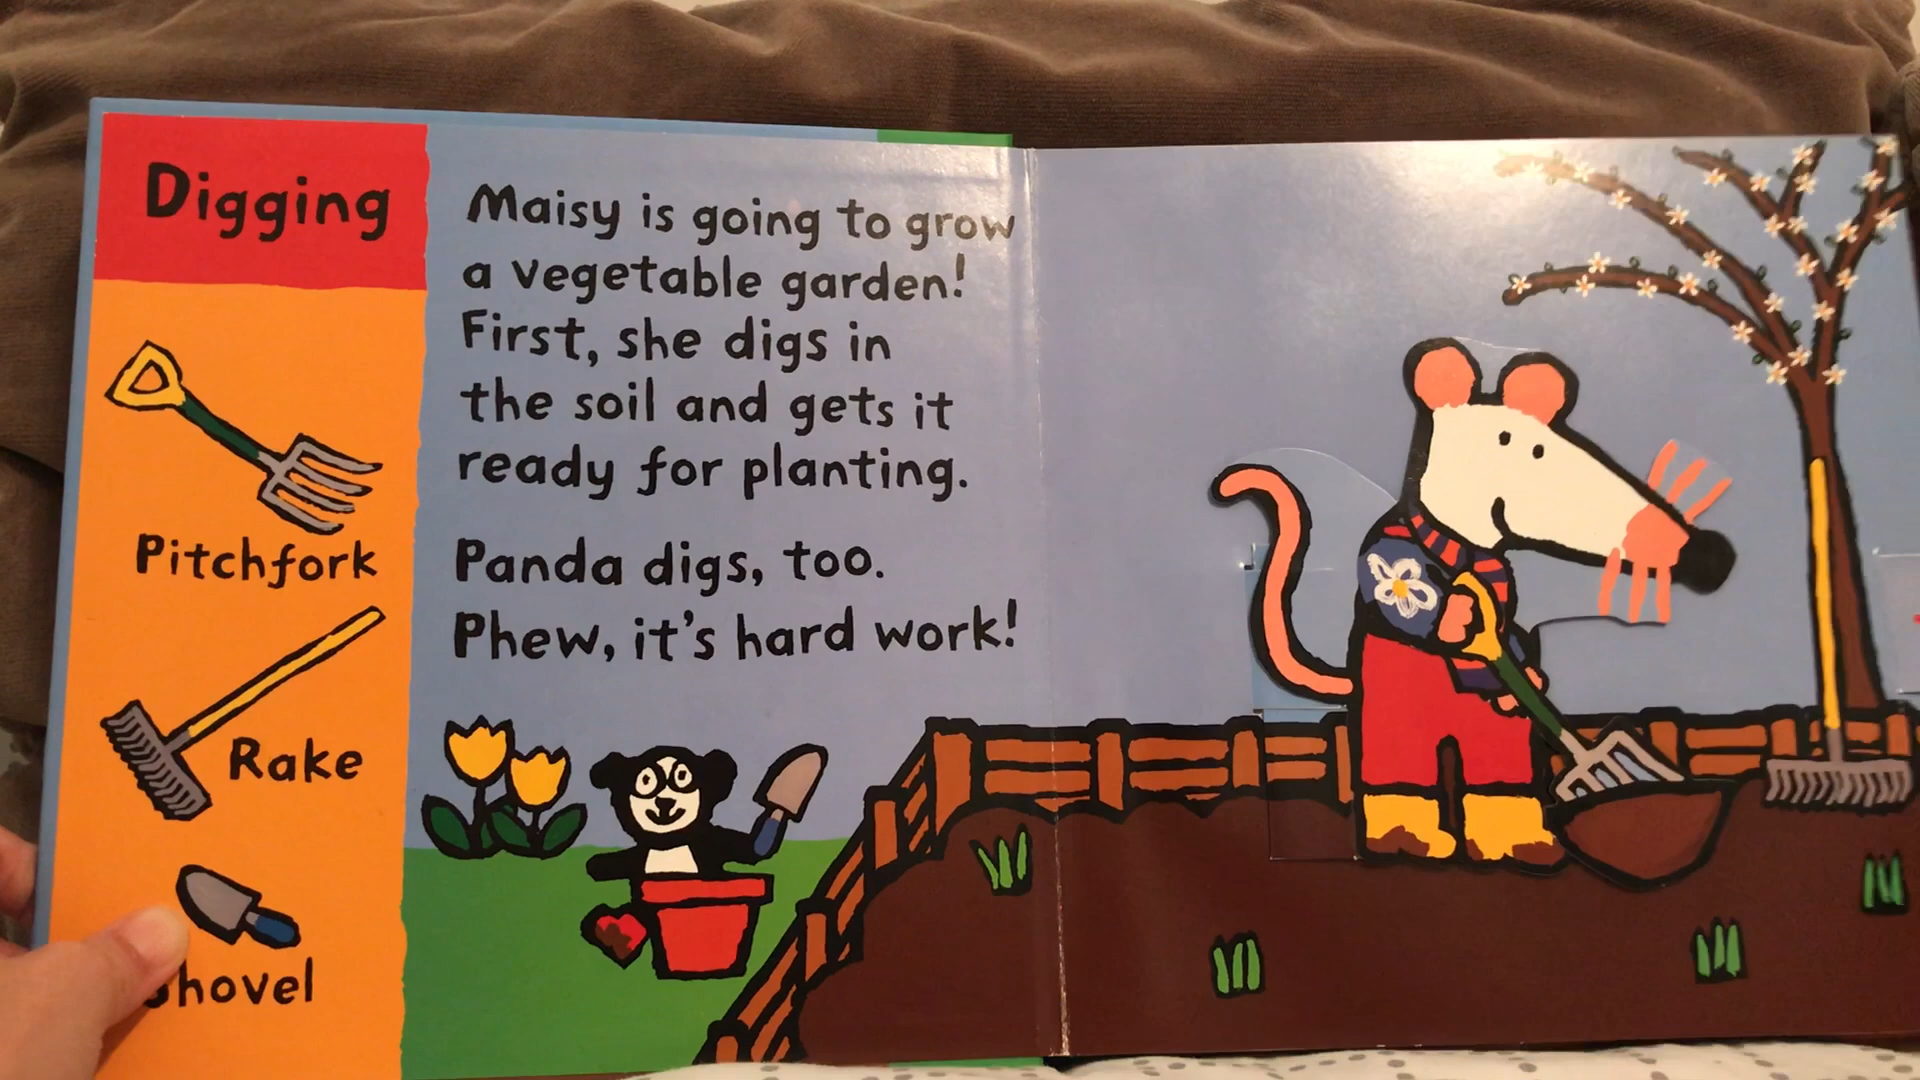 Digging
Pitchfork
Rake
Shovel
Maisy is going to grow
a vegetable garden!
First, she digs in
the soil and gets it
ready for planting.
Panda digs, too.
Phew, it's hard work!